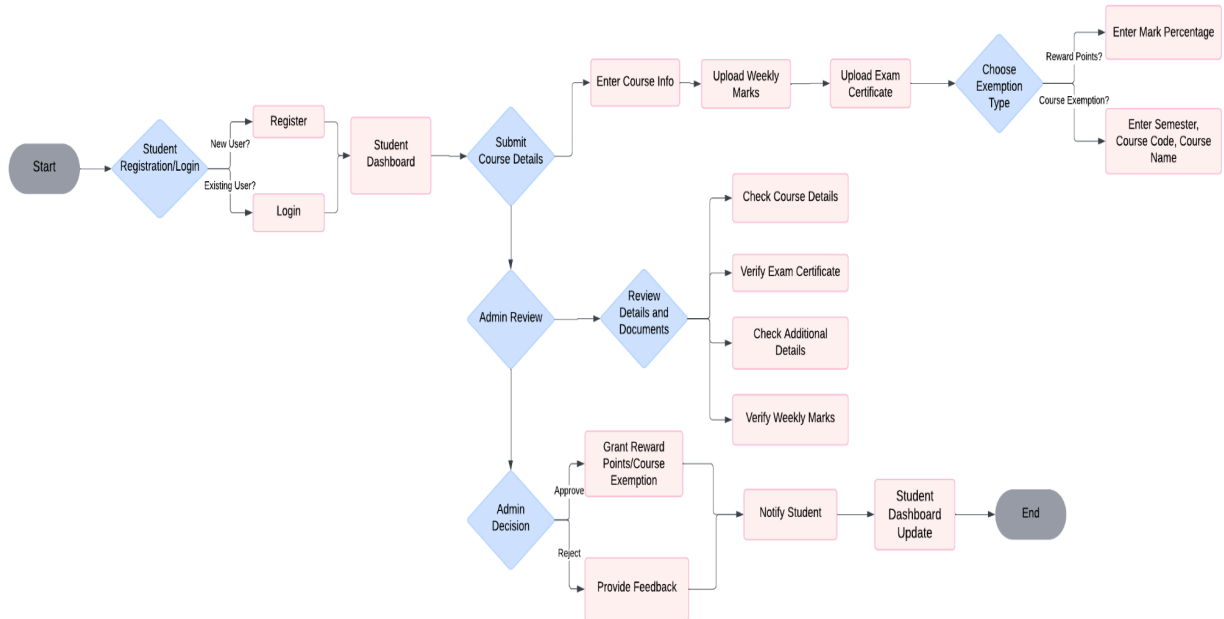 Start
Student
Registration/Login
New User?
Existing User?
Register
Login
Student
Dashboard
Submit
Course Details
Enter Course Info
Upload Weekly
Marks
Upload Exam
Certificate
Choose
Exemption
Type
Reward Points?
Course Exemption?
Enter Mark Percentage
Enter Semester,
Course Code, Course
Name
Admin Review
Review
Details and
Documents
Check Course Details
Verify Exam Certificate
Check Additional
Details
Verify Weekly Marks
Admin
Decision
Approve
Reject
Grant Reward
Points/Course
Exemption
Provide Feedback
Notify Student
Student
Dashboard
Update
End